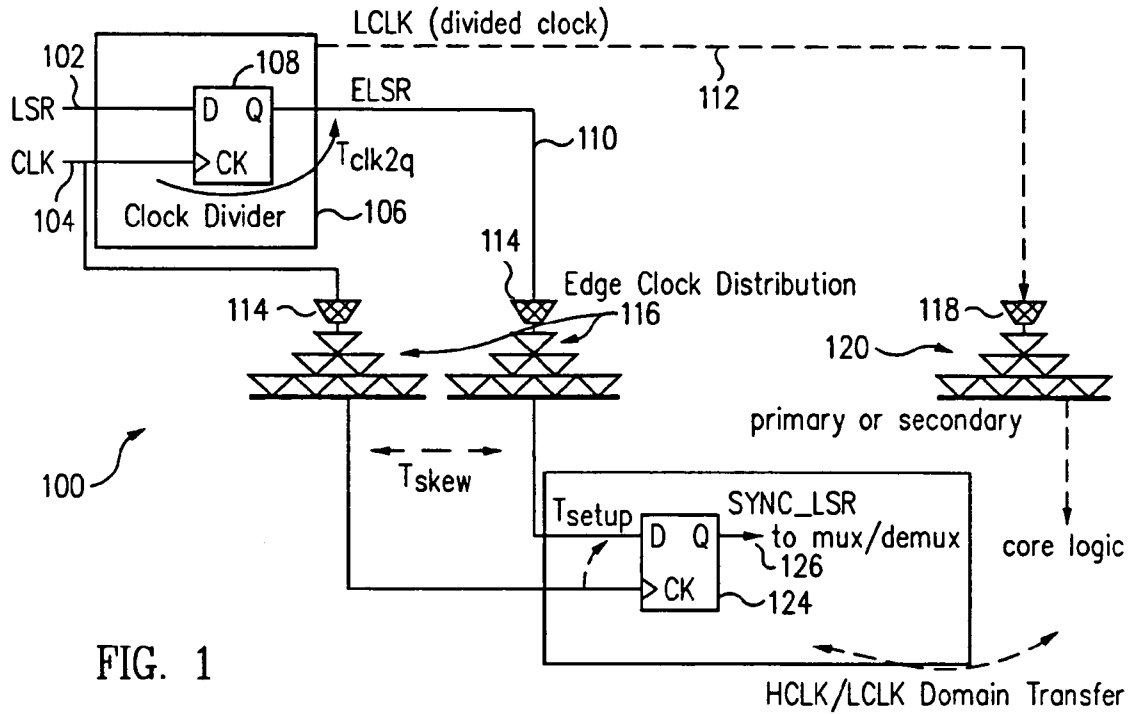 LCLK (divided clock)
102
108
112
LSR
D Q
ELSR
CLK
CK
Tclk2q
110
104
Clock Divider
106
114
114
Edge Clock Distribution
116
118
120
primary or secondary
100
Tskew
Tsetup
SYNC_LSR
D Q
to mux/demux
126
core logic
CK
124
FIG. 1
HCLK/LCLK Domain Transfer